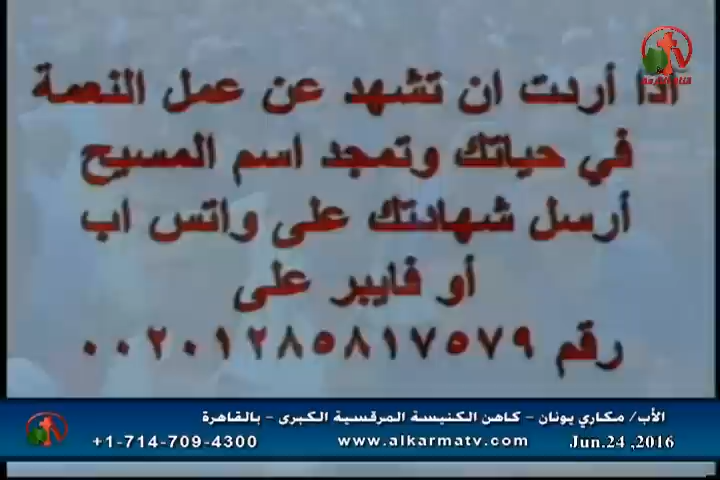 اذا أردت ان تشهد عن عمل النعمة
في حياتك وتمجد اسم المسيح
أرسل شهادتك على واتس اب
أو فايبر على
رقم ٠٠٢٠١٢٨٥٨١٧٥٧٩
الأب/ مكاري يونان - كاهن الكنيسة المرقسية الكبرى - بالقاهرة
+1-714-709-4300 www.alkarmatv.com Jun.24 ,2016